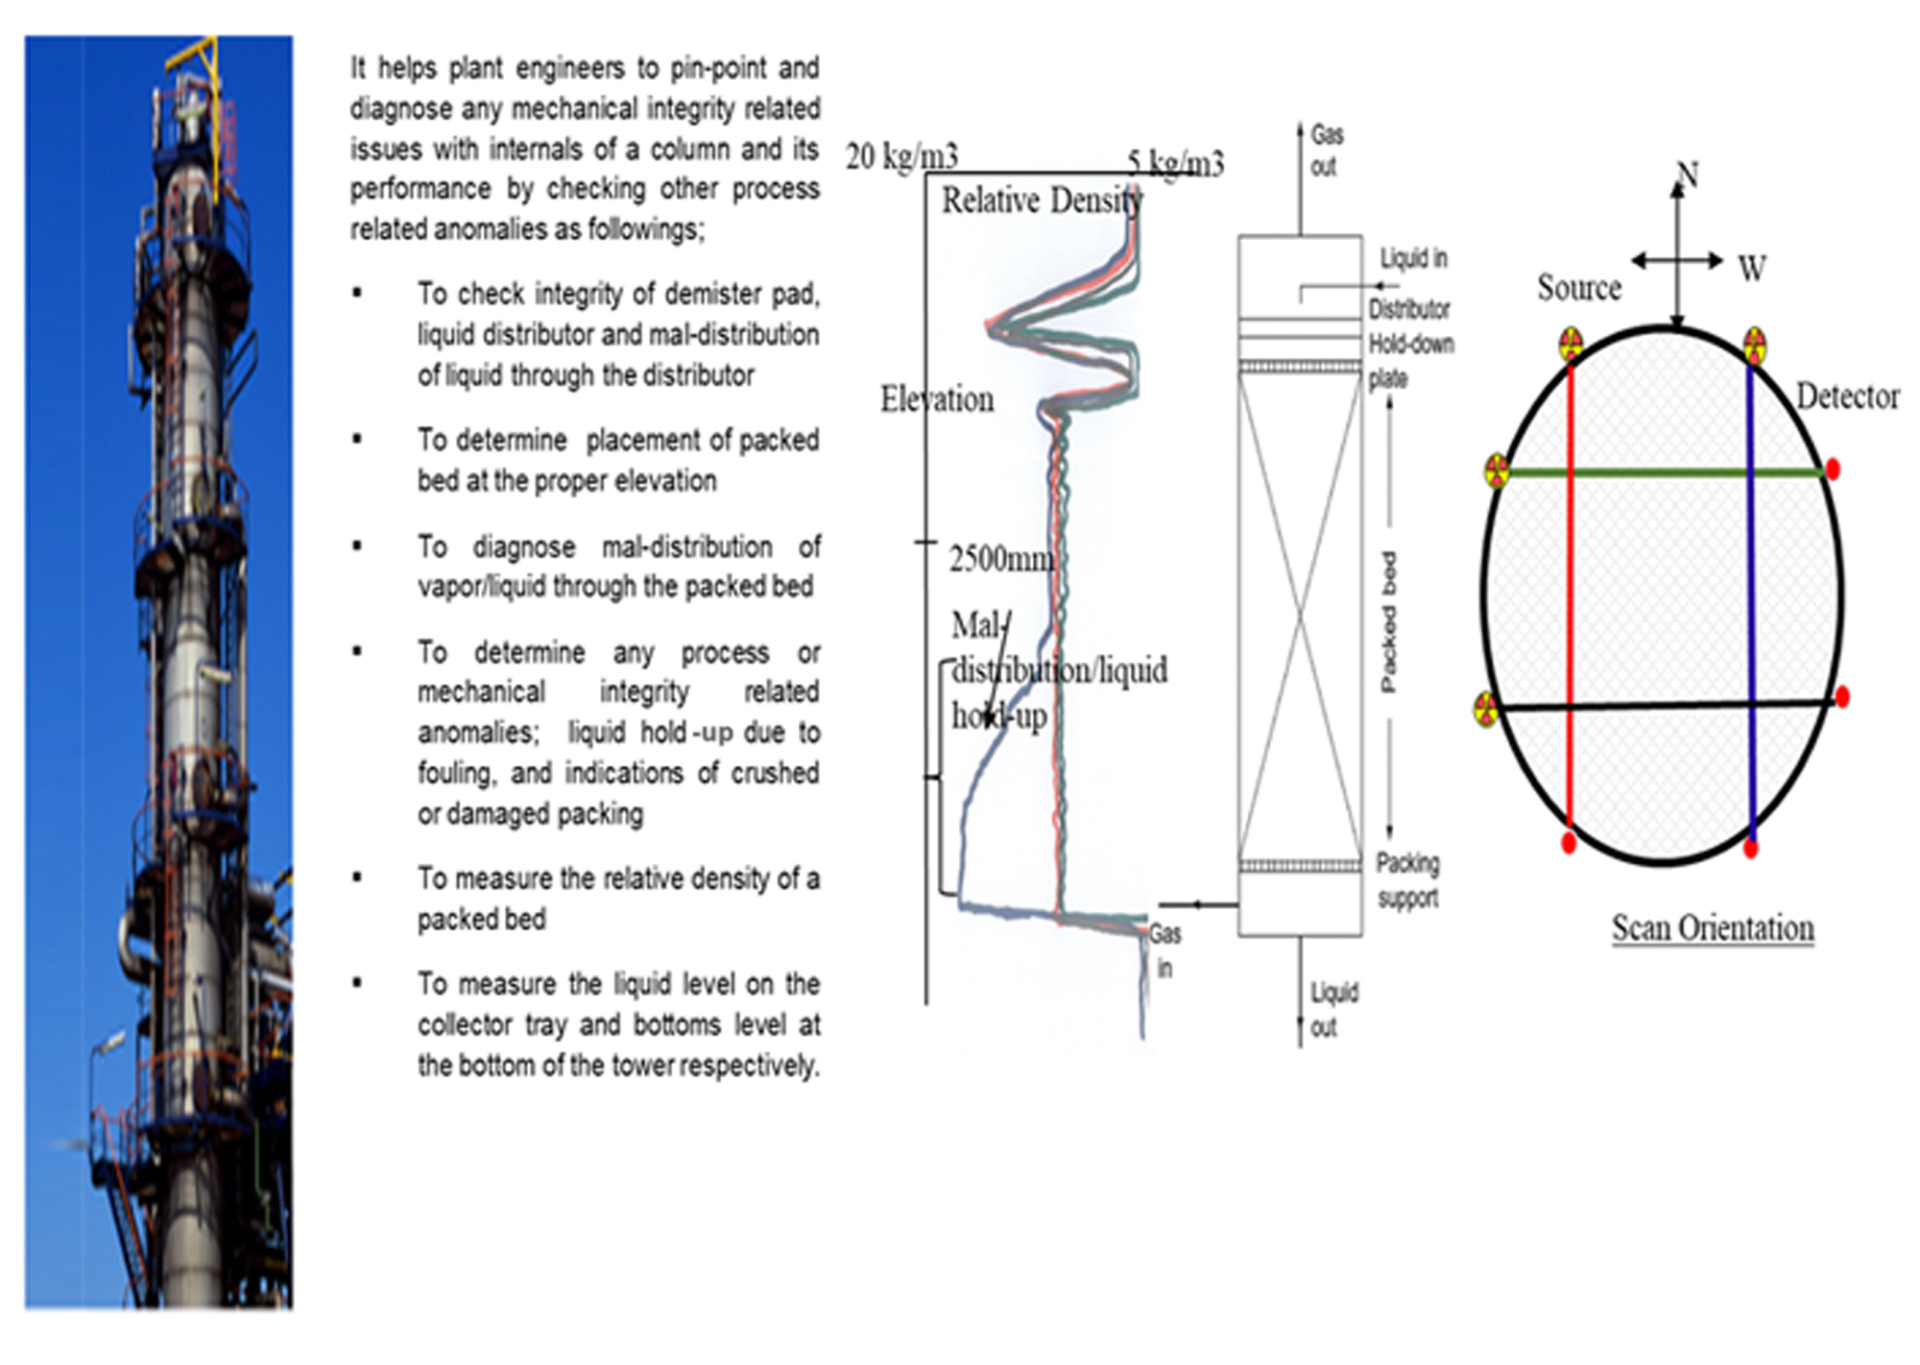 It helps plant engineers to pin-point and
diagnose any mechanical integrity related
issues with internals of a column and its
performance by checking other process
related anomalies as followings;
▪ To check integrity of demister pad,
liquid distributor and mal-distribution
of liquid through the distributor
▪ To determine placement of packed
bed at the proper elevation
▪ To diagnose mal-distribution of
vapor/liquid through the packed bed
▪ To determine any process or
mechanical integrity related
anomalies; liquid hold-up due to
fouling, and indications of crushed
or damaged packing
▪ To measure the relative density of a
packed bed
▪ To measure the liquid level on the
collector tray and bottoms level at
the bottom of the tower respectively.
20 kg/m3
5 kg/m3
Relative Density
Elevation
2500mm
Mal-
distribution/liquid
hold-up
Gas
out
Liquid in
Distributor
Hold-down
plate
Packed bed
Packing
support
Gas
in
Liquid
out
N
W
Source
Detector
Scan Orientation